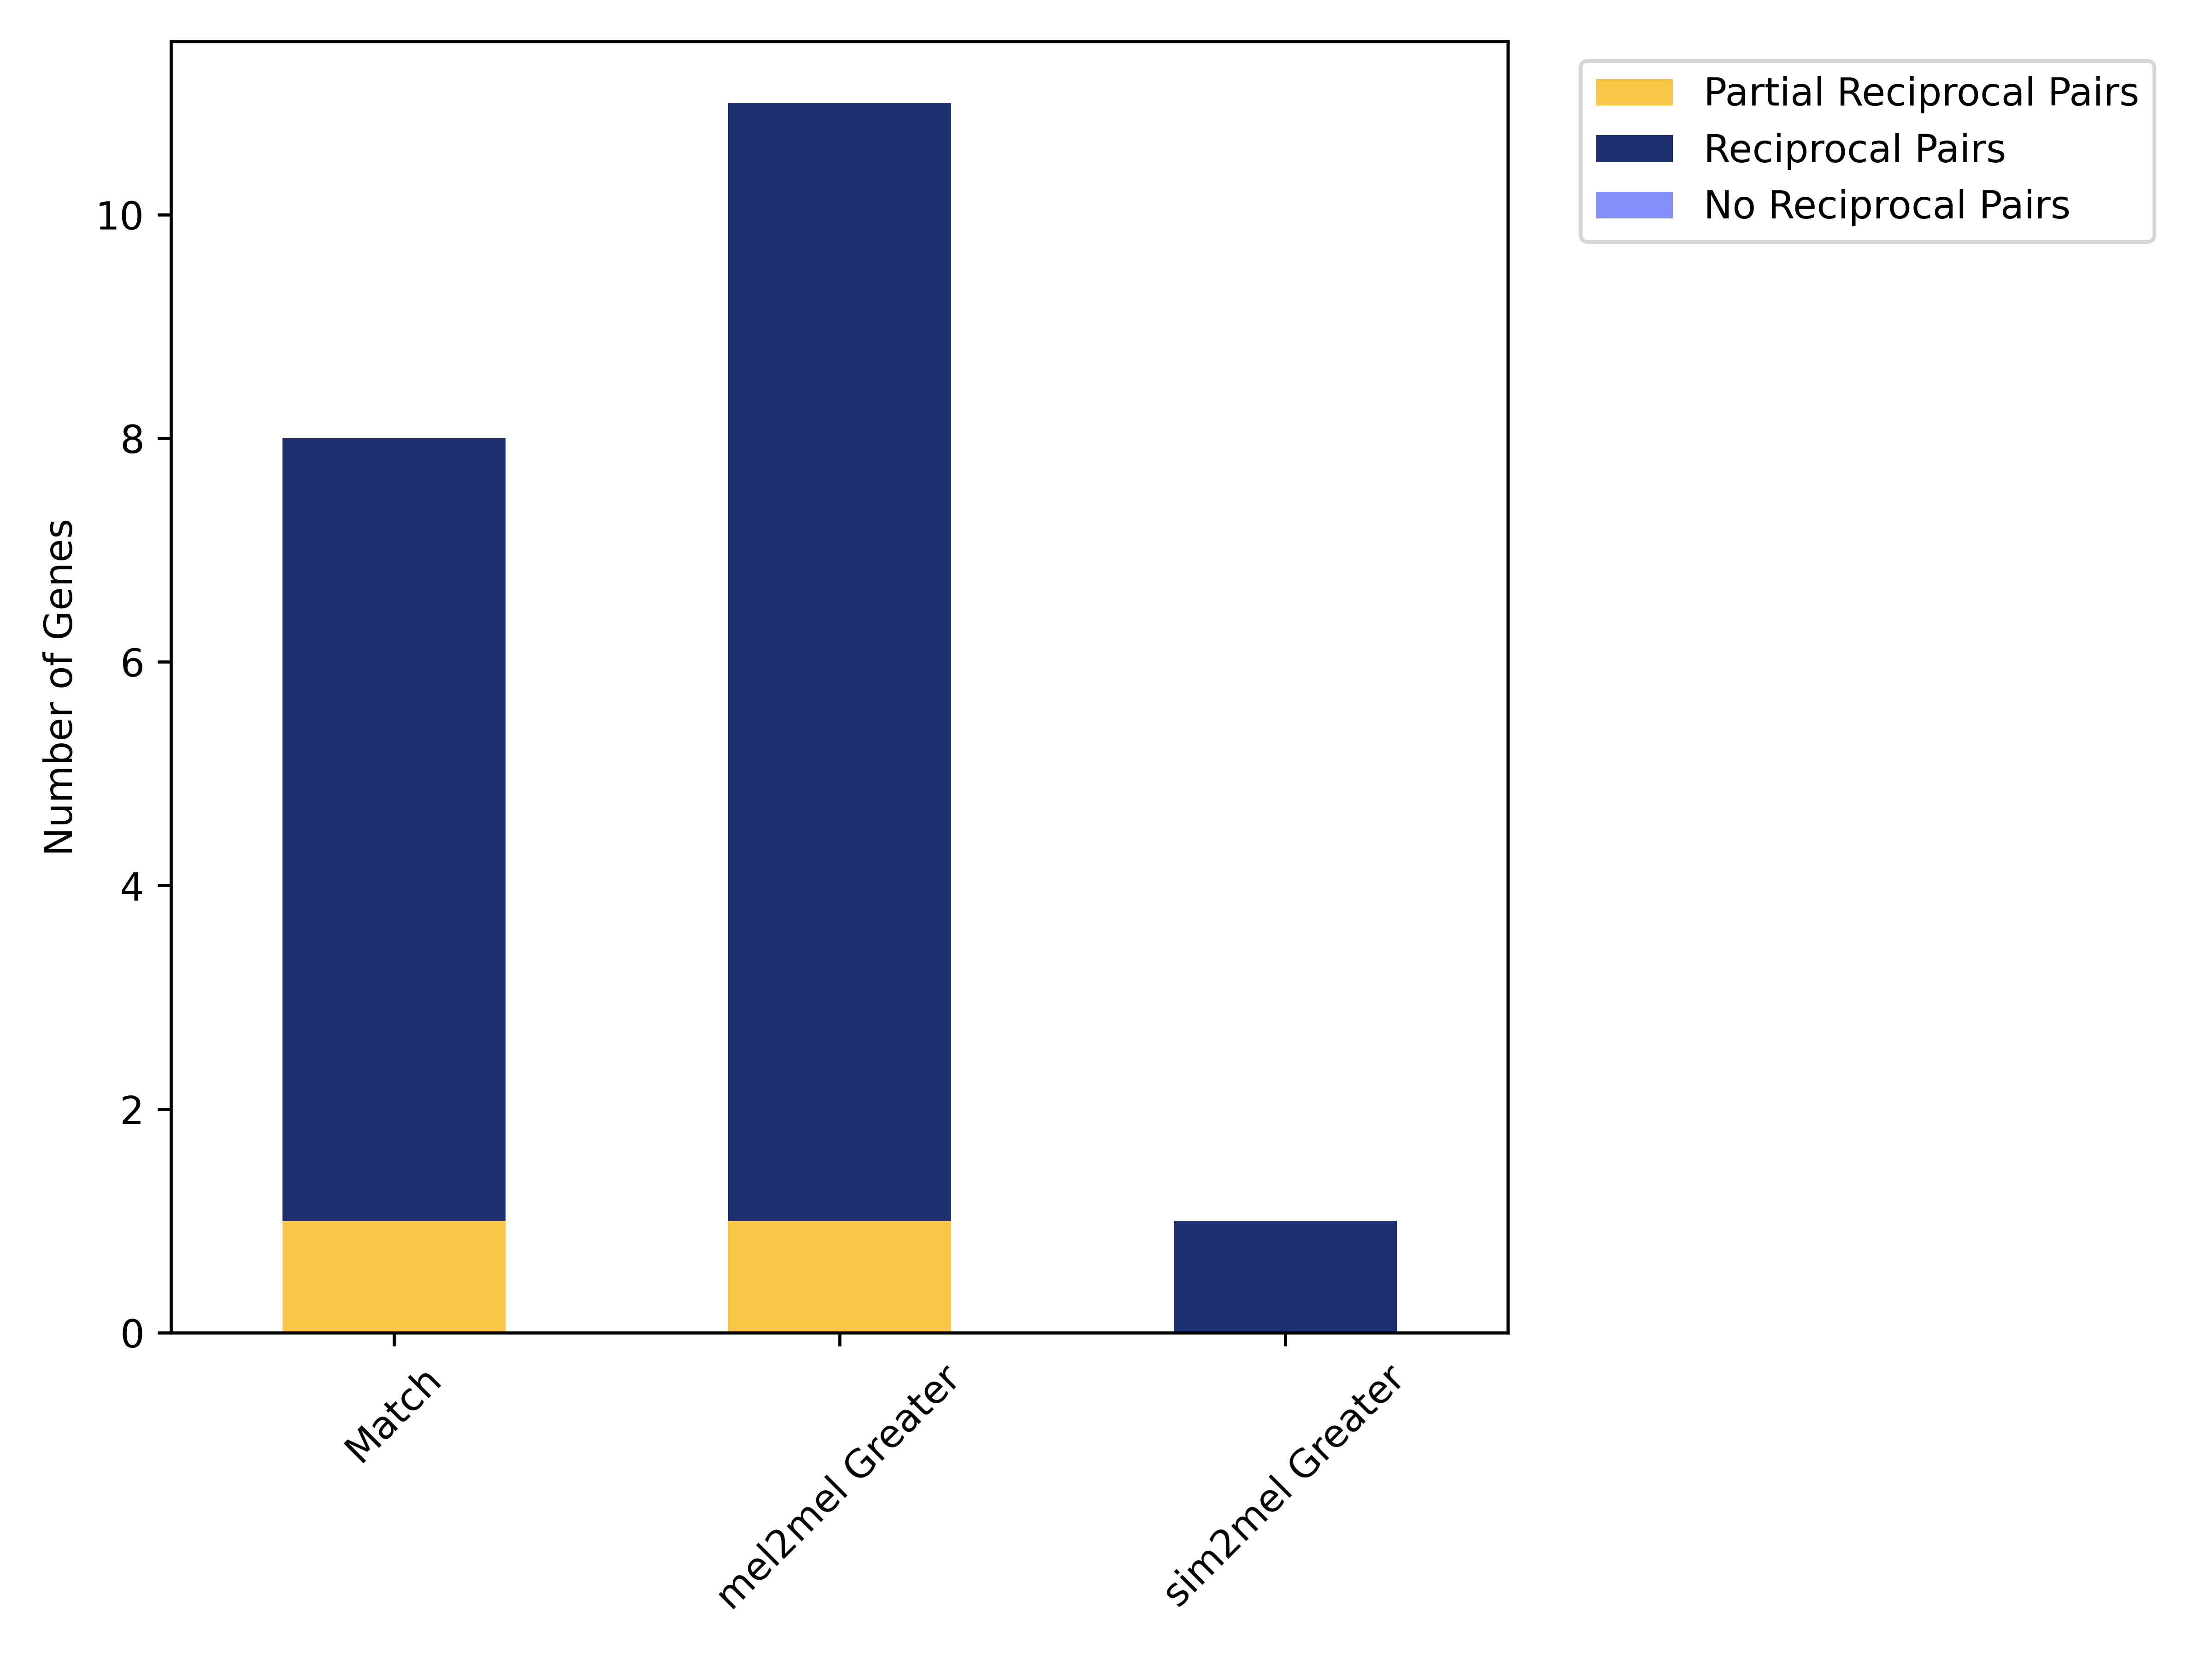 Partial Reciprocal Pairs
Reciprocal Pairs
No Reciprocal Pairs
Number of Genes
10
8
6
4
2
0
Match
mel2mel Greater
sim2mel Greater